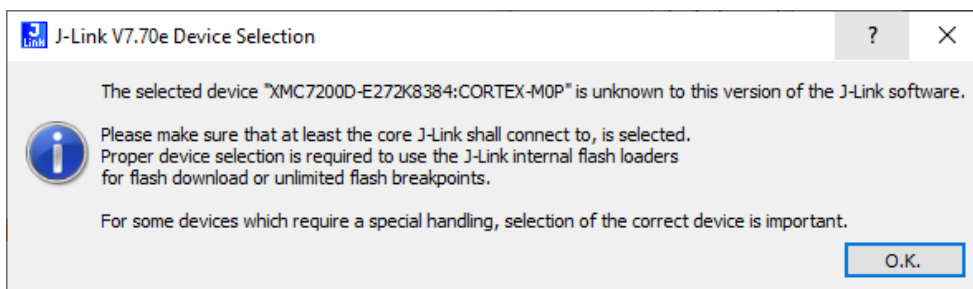 J-Link V7.70e Device Selection
The selected device "XMC7200D-E272K8384:CORTEX-M0P" is unknown to this version of the J-Link software.
Please make sure that at least the core J-Link shall connect to, is selected.
Proper device selection is required to use the J-Link internal flash loaders
for flash download or unlimited flash breakpoints.
For some devices which require a special handling, selection of the correct device is important.
O.K.